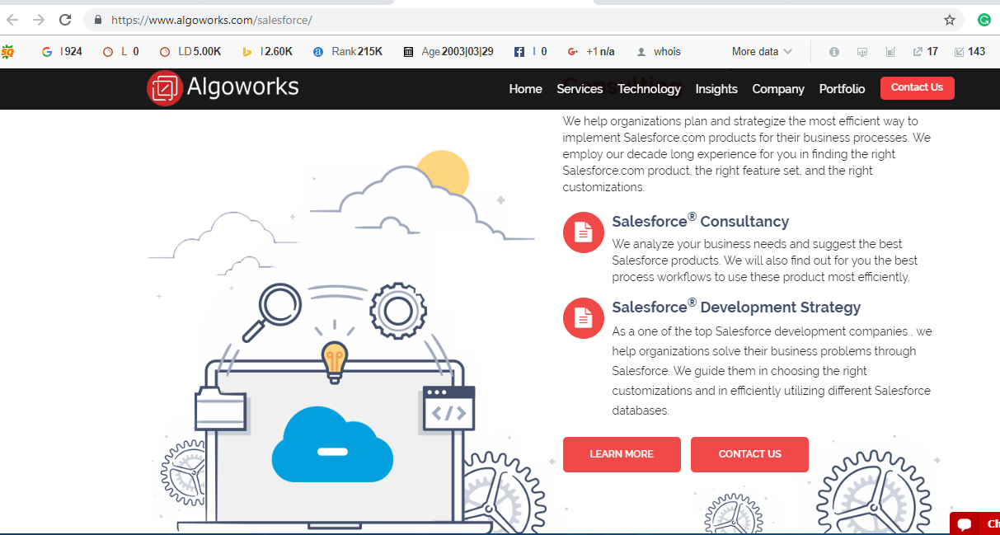 https://www.algoworks.com/salesforce/
SQ I 924 L 0 LD 5.00K I 2.60K Rank 215K Age 2003|03|29 I 0 +1 n/a whois More data 17 143
Algoworks Home Services Technology Insights Company Portfolio Contact Us
Consulting
We help organizations plan and strategize the most efficient way to
implement Salesforce.com products for their business processes. We
employ our decade long experience for you in finding the right
Salesforce.com product, the right feature set, and the right
customizations.
Salesforce® Consultancy
We analyze your business needs and suggest the best
Salesforce products. We will also find out for you the best
process workflows to use these product most efficiently.
Salesforce® Development Strategy
As a one of the top Salesforce development companies , we
help organizations solve their business problems through
Salesforce. We guide them in choosing the right
customizations and in efficiently utilizing different Salesforce
databases.
LEARN MORE CONTACT US